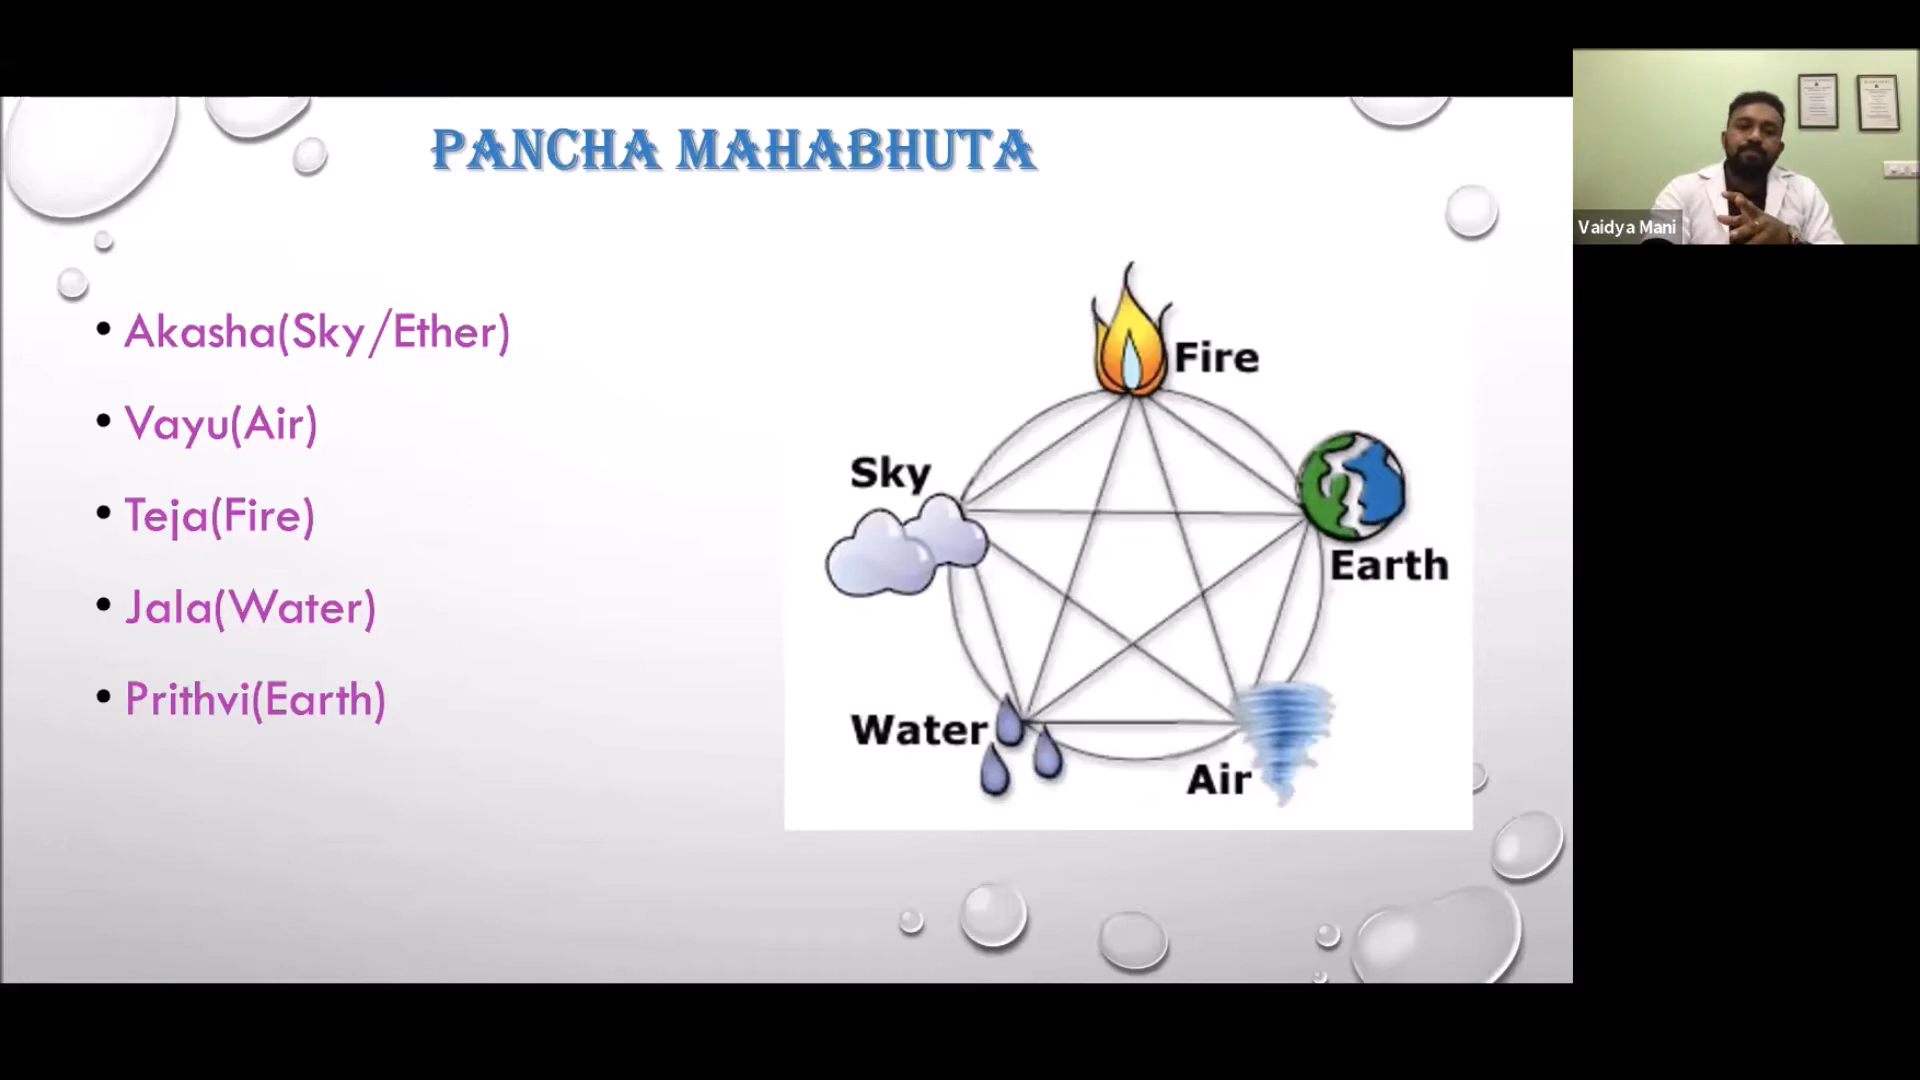 PANCHA MAHABHUTA
• Akasha(Sky/Ether)
• Vayu(Air)
• Teja(Fire)
• Jala(Water)
• Prithvi(Earth)
Fire
Sky
Earth
Water
Air
Vaidya Mani